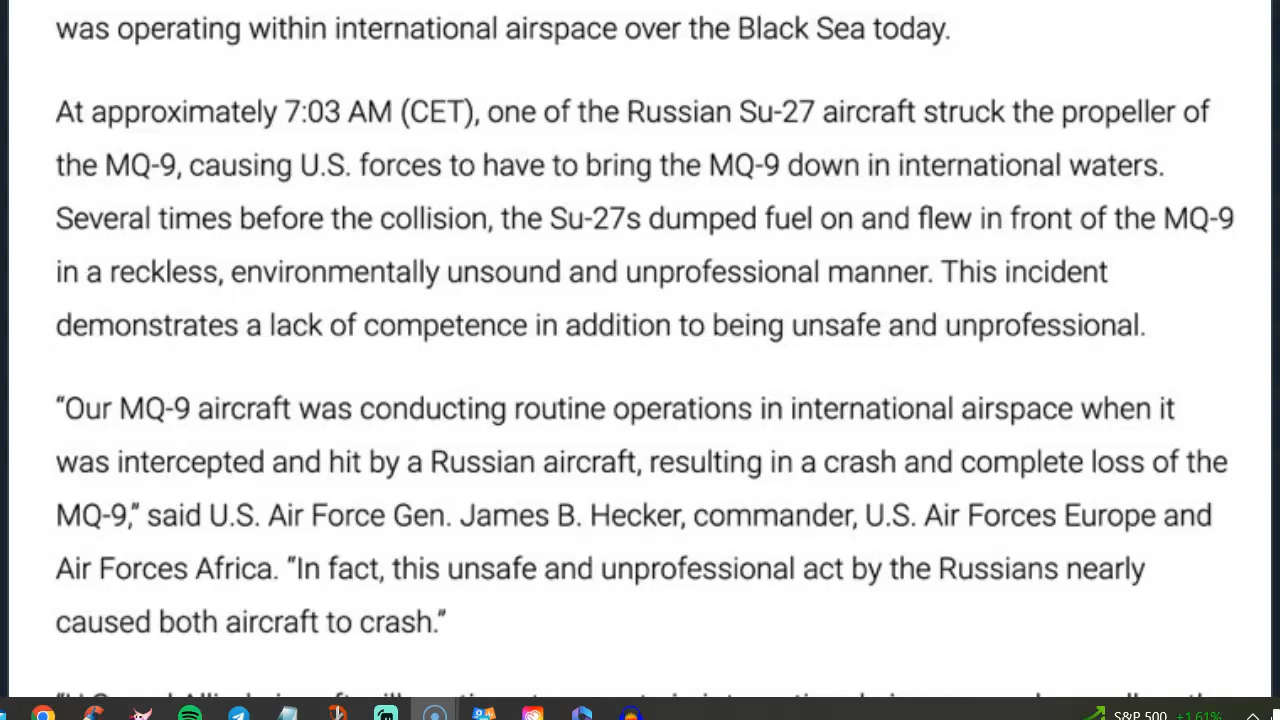 was operating within international airspace over the Black Sea today.
At approximately 7:03 AM (CET), one of the Russian Su-27 aircraft struck the propeller of
the MQ-9, causing U.S. forces to have to bring the MQ-9 down in international waters.
Several times before the collision, the Su-27s dumped fuel on and flew in front of the MQ-9
in a reckless, environmentally unsound and unprofessional manner. This incident
demonstrates a lack of competence in addition to being unsafe and unprofessional.
“Our MQ-9 aircraft was conducting routine operations in international airspace when it
was intercepted and hit by a Russian aircraft, resulting in a crash and complete loss of the
MQ-9,” said U.S. Air Force Gen. James B. Hecker, commander, U.S. Air Forces Europe and
Air Forces Africa. “In fact, this unsafe and unprofessional act by the Russians nearly
caused both aircraft to crash.”
S&P 500 +1.61%